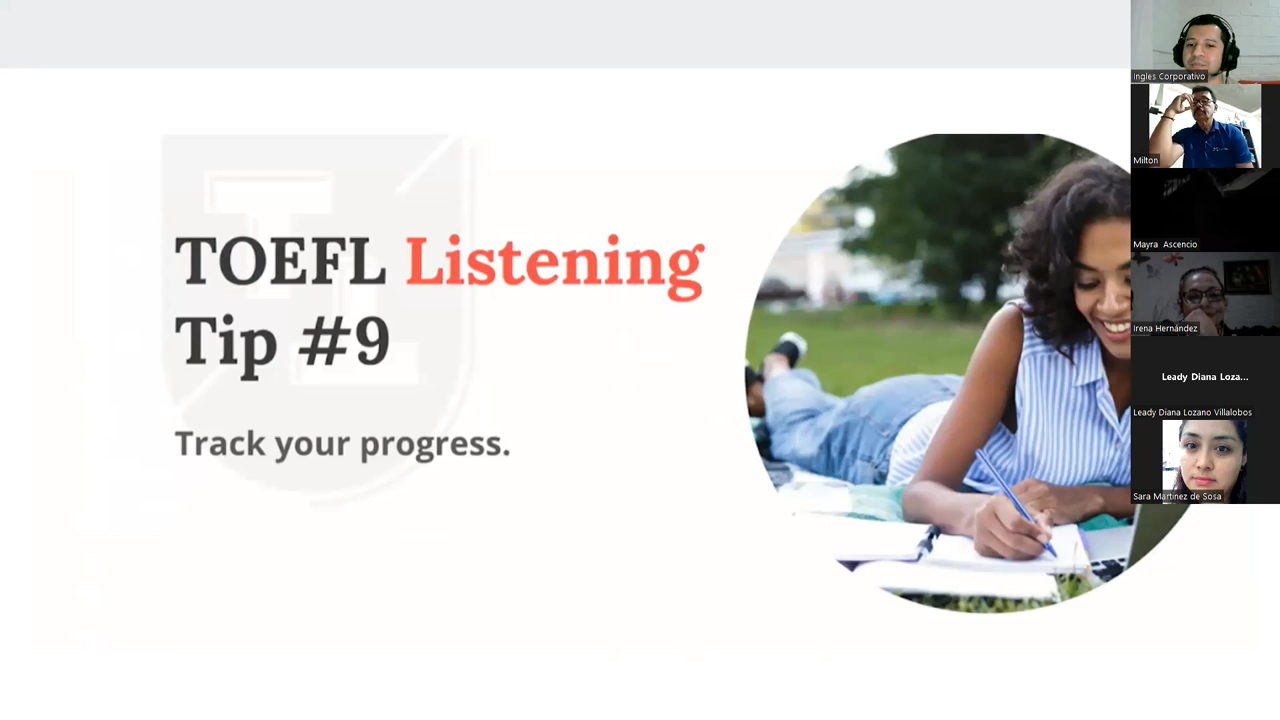 TOEFL Listening
Tip #9
Track your progress.
Ingles Corporativo
Milton
Mayra Ascencio
Irena Hernández
Leady Diana Loza...
Leady Diana Lozano Villalobos
Sara Martinez de Sosa